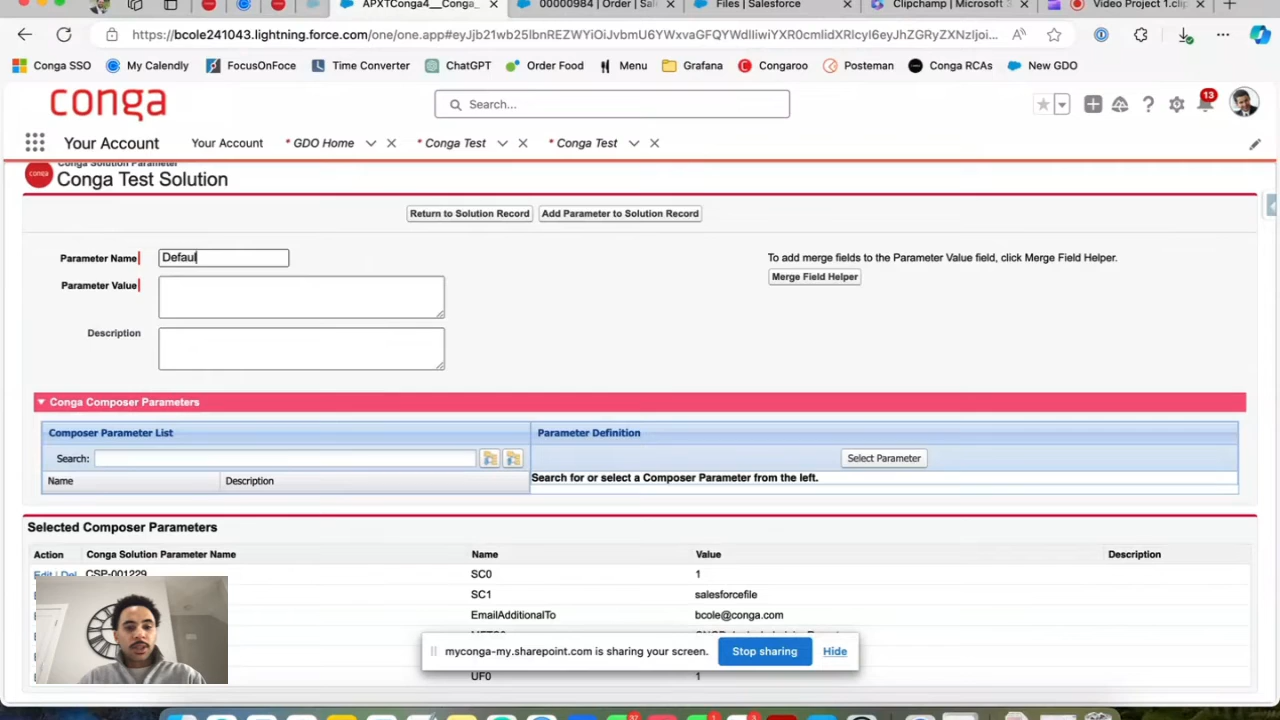 APXTConga4__Conga_
00000984 | Order | Sal
Files | Salesforce
Clipchamp | Microsoft 3
Video Project 1.clip
https://bcole241043.lightning.force.com/one/one.app#eyJjb21wb25lbnREZWYiOiJvbmU6YWxvaGFQYWdlIiwiYXR0cmlidXRlcyI6eyJhZGRyZXNzljoi...
Conga SSO
My Calendly
FocusOnFoce
Time Converter
ChatGPT
Order Food
Menu
Grafana
Congaroo
Posteman
Conga RCAs
New GDO
conga
Search...
13
Your Account
Your Account
* GDO Home
* Conga Test
* Conga Test
Conga Solution Parameter
conga
Conga Test Solution
Return to Solution Record
Add Parameter to Solution Record
Parameter Name
Defaul
To add merge fields to the Parameter Value field, click Merge Field Helper.
Merge Field Helper
Parameter Value
Description
Conga Composer Parameters
Composer Parameter List
Parameter Definition
Search:
Select Parameter
Name
Description
Search for or select a Composer Parameter from the left.
Selected Composer Parameters
Action
Conga Solution Parameter Name
Name
Value
Description
Edit | Del
CSP-001229
SC0
1
SC1
salesforcefile
EmailAdditionalTo
bcole@conga.com
myconga-my.sharepoint.com is sharing your screen.
Stop sharing
Hide
UF0
1